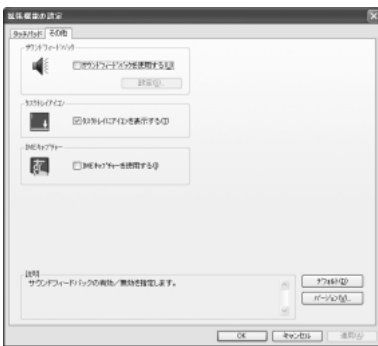 拡張機能の設定
タッチパッド その他
サウンドフィードバック
サウンドフィードバックを使用する(U)
設定(S)...
タスクトレイアイコン
タスクトレイにアイコンを表示する(T)
IMEキャプチャー
IMEキャプチャーを使用する(I)
説明
サウンドフィードバックの有効/無効を指定します。
デフォルト(D)
バージョン(V)...
OK キャンセル 適用(A)